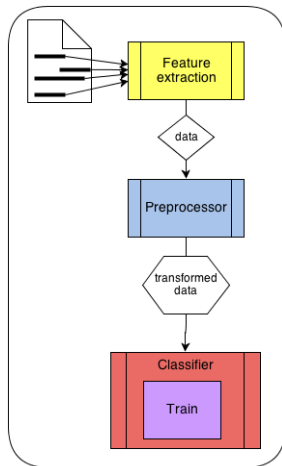 Feature
extraction
data
Preprocessor
transformed
data
Classifier
Train